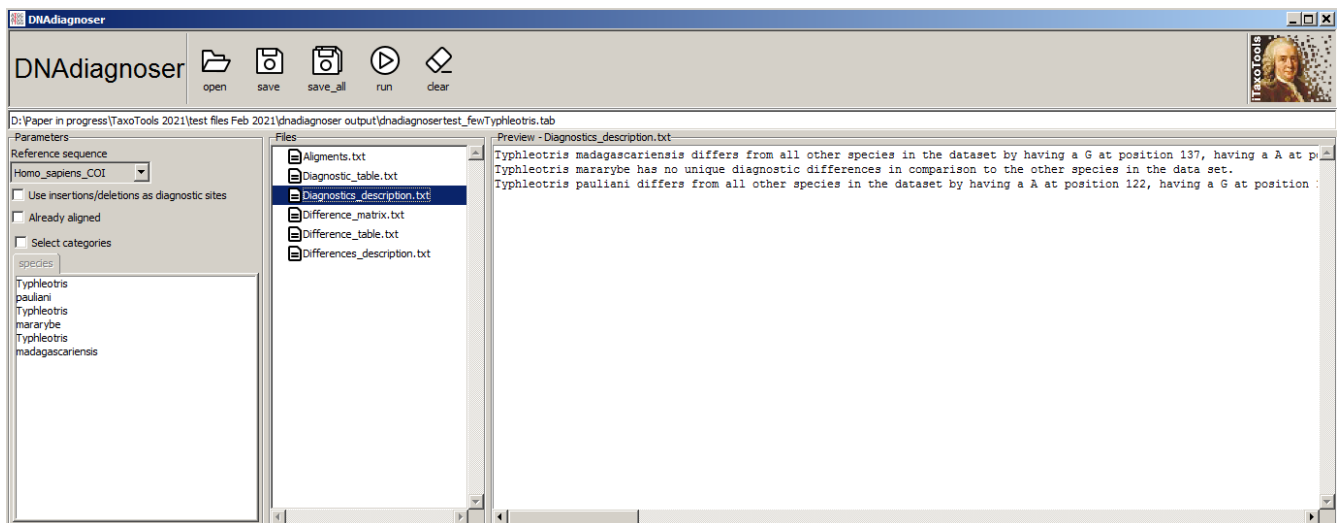 DNAdiagnoser
DNAdiagnoser
open
save
save_all
run
clear
iTaxoTools
D:\Paper in progress\TaxoTools 2021\test files Feb 2021\dnadiagnoser output\dnadiagnosertest_fewTyphleotris.tab
Parameters
Reference sequence
Homo_sapiens_COI
Use insertions/deletions as diagnostic sites
Already aligned
Select categories
species
Typhleotris
pauliani
Typhleotris
mararybe
Typhleotris
madagascariensis
Files
Aligments.txt
Diagnostic_table.txt
Diagnostics_description.txt
Difference_matrix.txt
Difference_table.txt
Differences_description.txt
Preview - Diagnostics_description.txt
Typhleotris madagascariensis differs from all other species in the dataset by having a G at position 137, having a A at
Typhleotris mararybe has no unique diagnostic differences in comparison to the other species in the data set.
Typhleotris pauliani differs from all other species in the dataset by having a A at position 122, having a G at position